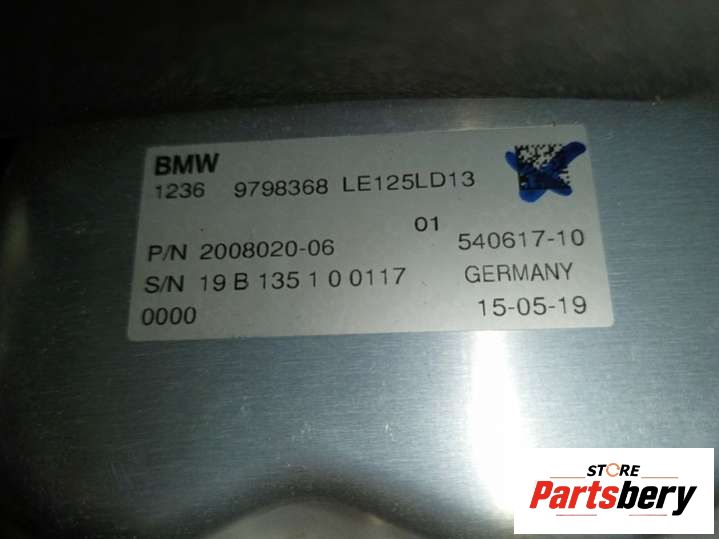 BMW
1236 9798368 LE125LD13
01
P/N 2008020-06 540617-10
S/N 19 B 135 1 0 0117 GERMANY
0000 15-05-19
STORE
Partsbery